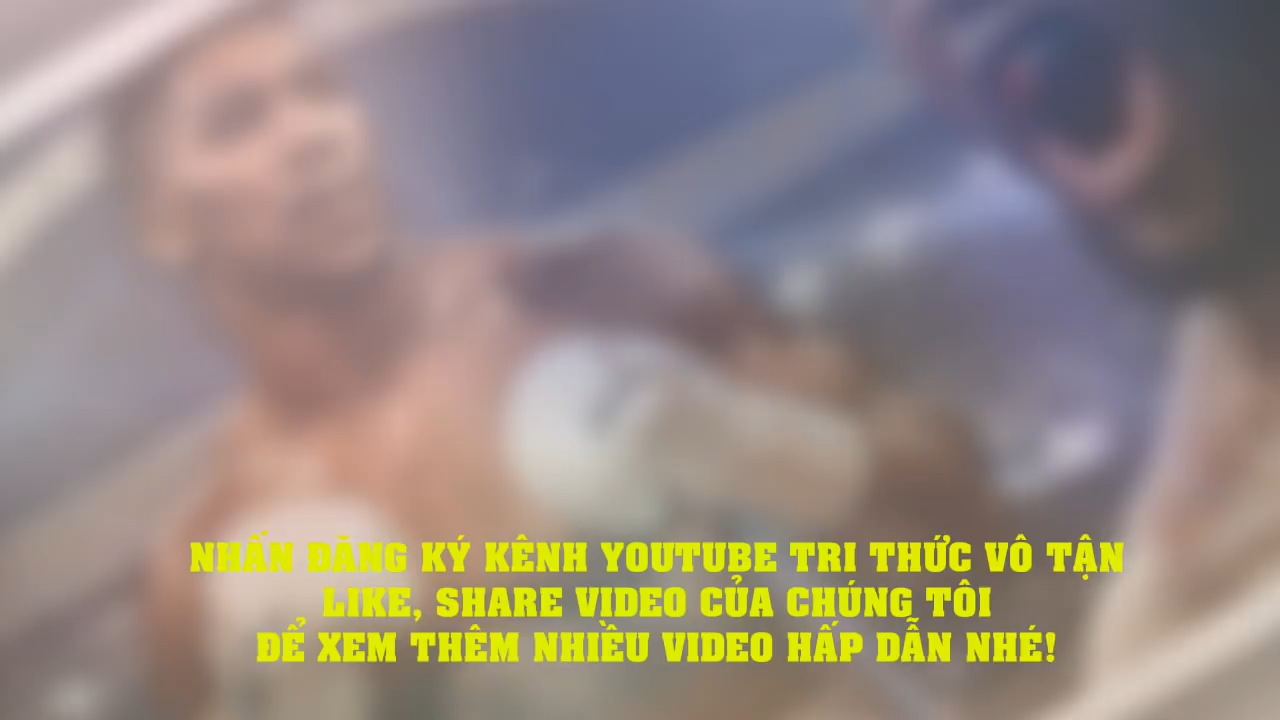 NHẤN ĐĂNG KÝ KÊNH YOUTUBE TRI THỨC VÔ TẬN
LIKE, SHARE VIDEO CỦA CHÚNG TÔI
ĐỂ XEM THÊM NHIỀU VIDEO HẤP DẪN NHÉ!